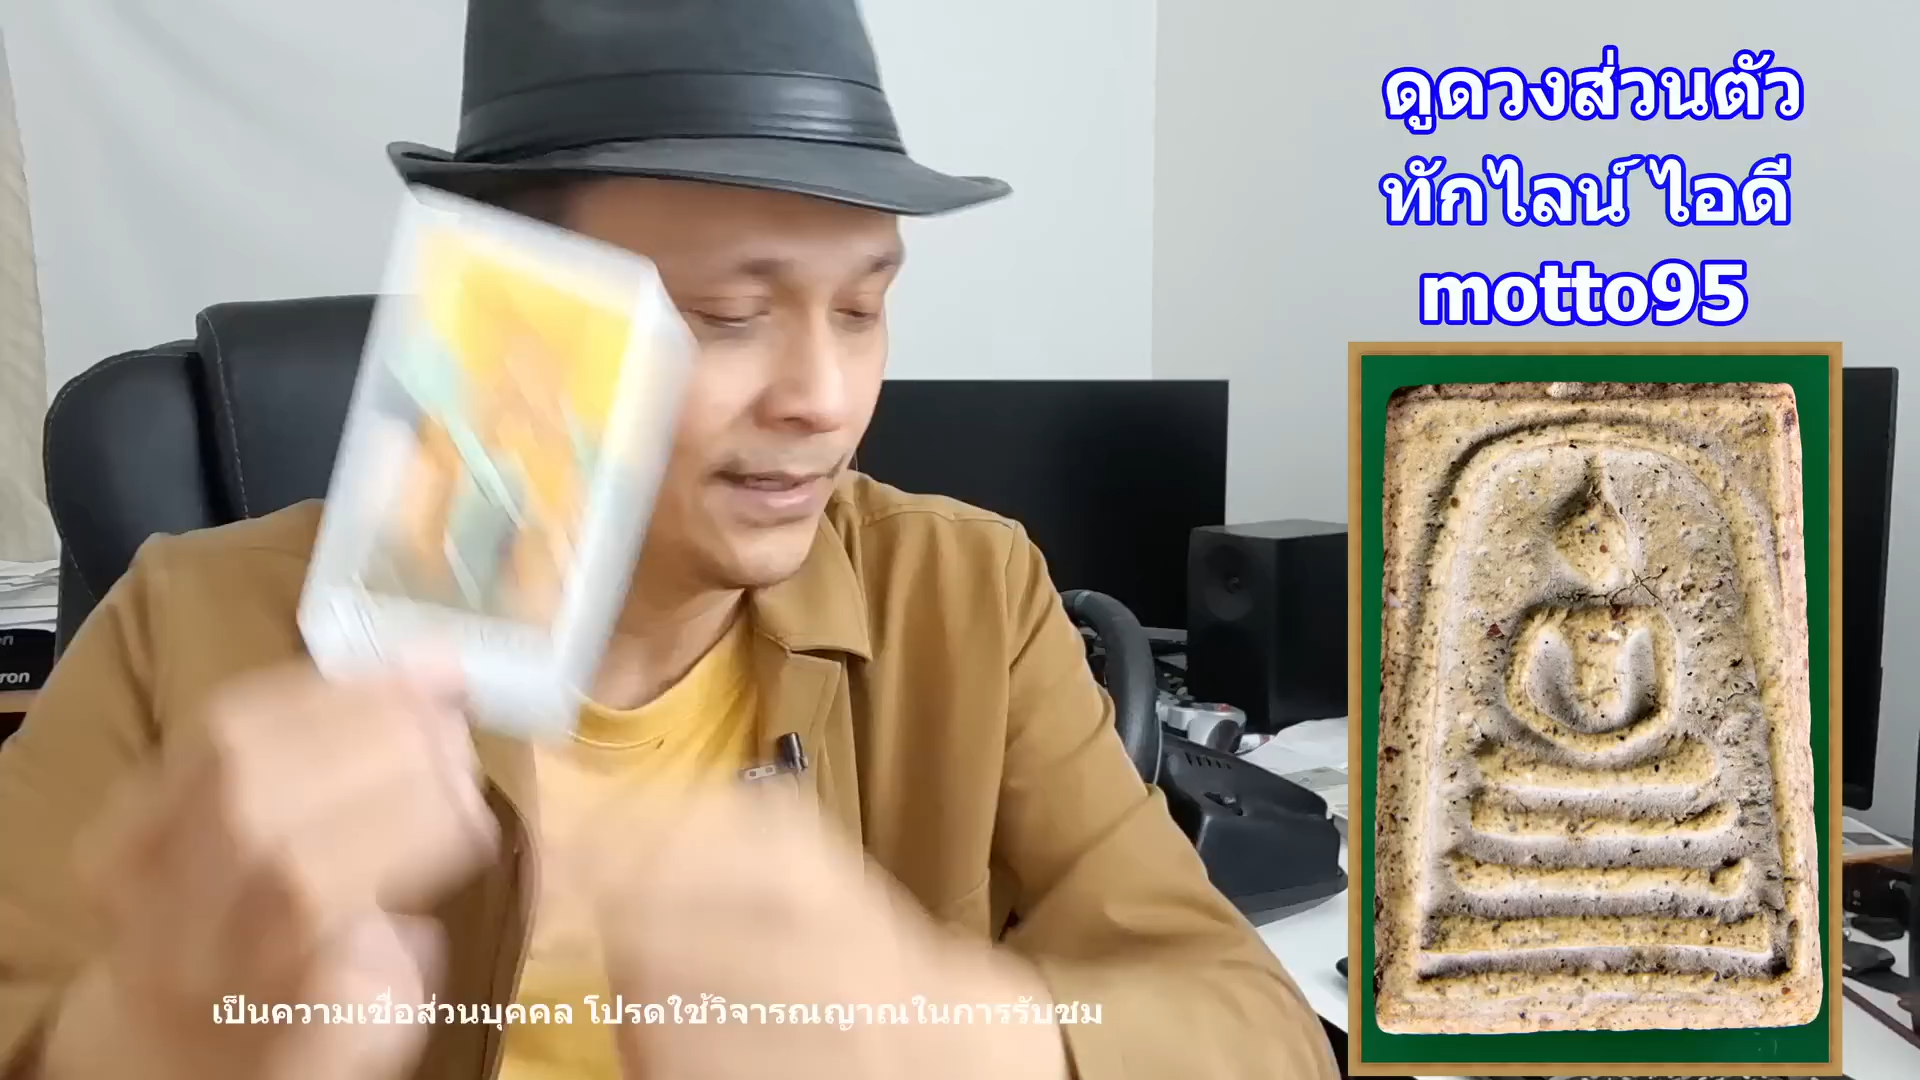 ดูดวงส่วนตัว
ทักไลน์ ไอดี
motto95
ron
เป็นความเชื่อส่วนบุคคล โปรดใช้วิจารณญาณในการรับชม